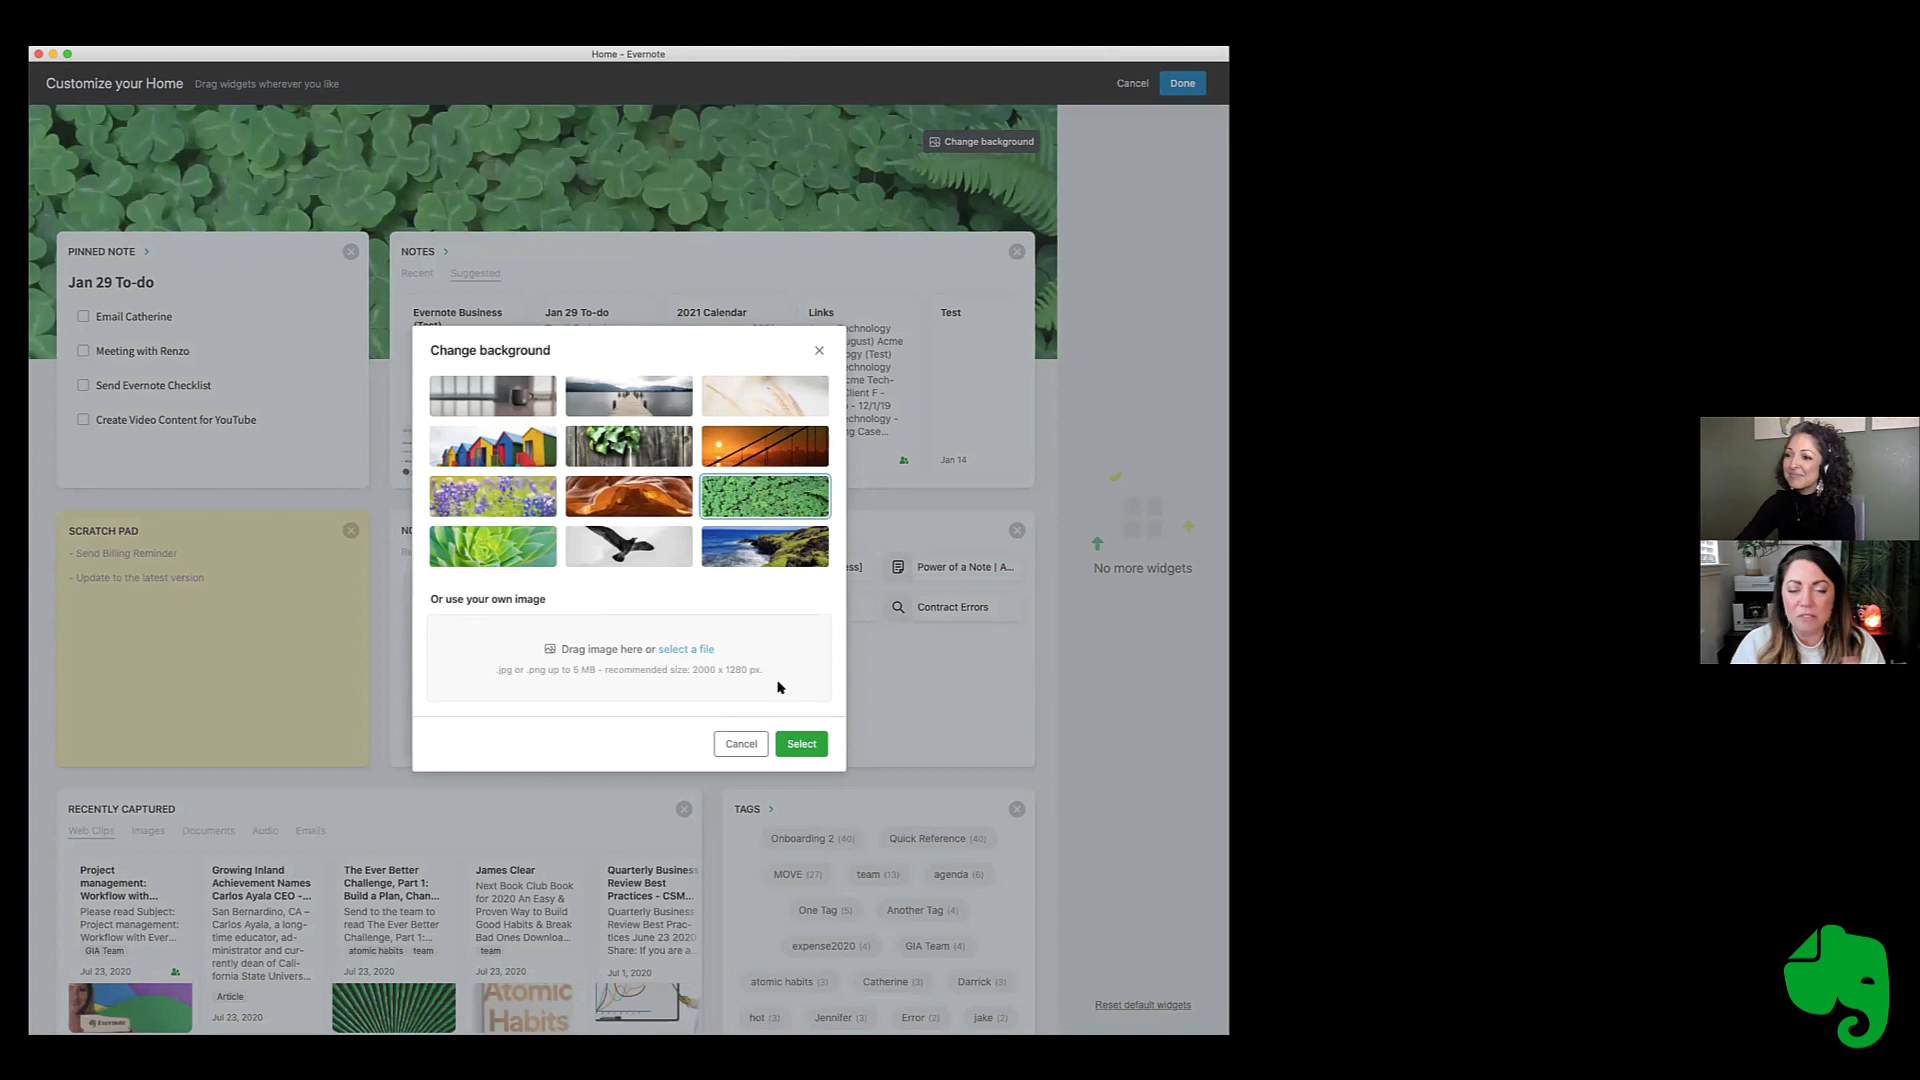 Home – Evernote
Customize your Home
Drag widgets wherever you like
Cancel
Done
Change background
PINNED NOTE
Jan 29 To-do
Email Catherine
Meeting with Renzo
Send Evernote Checklist
Create Video Content for YouTube
NOTES
Recent
Suggested
Evernote Business
Jan 29 To-do
2021 Calendar
Links
Test
Jan 14
Change background
Or use your own image
Drag image here or select a file
.jpg or .png up to 5 MB - recommended size: 2000 x 1280 px.
Cancel
Select
SCRATCH PAD
- Send Billing Reminder
- Update to the latest version
Power of a Note | A...
Contract Errors
No more widgets
RECENTLY CAPTURED
Web Clips
Images
Documents
Audio
Emails
Project
management:
Workflow with...
Please read Subject:
Project management:
Workflow with Ever...
GIA Team
Jul 23, 2020
Growing Inland
Achievement Names
Carlos Ayala CEO -...
San Bernardino, CA –
Carlos Ayala, a long-
time educator, ad-
ministrator and cur-
rently dean of Cali-
fornia State Univers...
Article
Jul 23, 2020
The Ever Better
Challenge, Part 1:
Build a Plan, Chan...
Send to the team to
read The Ever Better
Challenge, Part 1:...
atomic habits team
Jul 23, 2020
James Clear
Next Book Club Book
for 2020 An Easy &
Proven Way to Build
Good Habits & Break
Bad Ones Downloa...
team
Jul 23, 2020
Atomic
Habits
Quarterly Business
Review Best
Practices - CSM...
Quarterly Business
Review Best Prac-
tices June 23 2020
Share: If you are a
Jul 1, 2020
Evernote
TAGS
Onboarding 2 (40)
Quick Reference (40)
MOVE (27)
team (13)
agenda (6)
One Tag (5)
Another Tag (4)
expense2020 (4)
GIA Team (4)
atomic habits (3)
Catherine (3)
Darrick (3)
hot (3)
Jennifer (3)
Error (2)
jake (2)
Reset default widgets